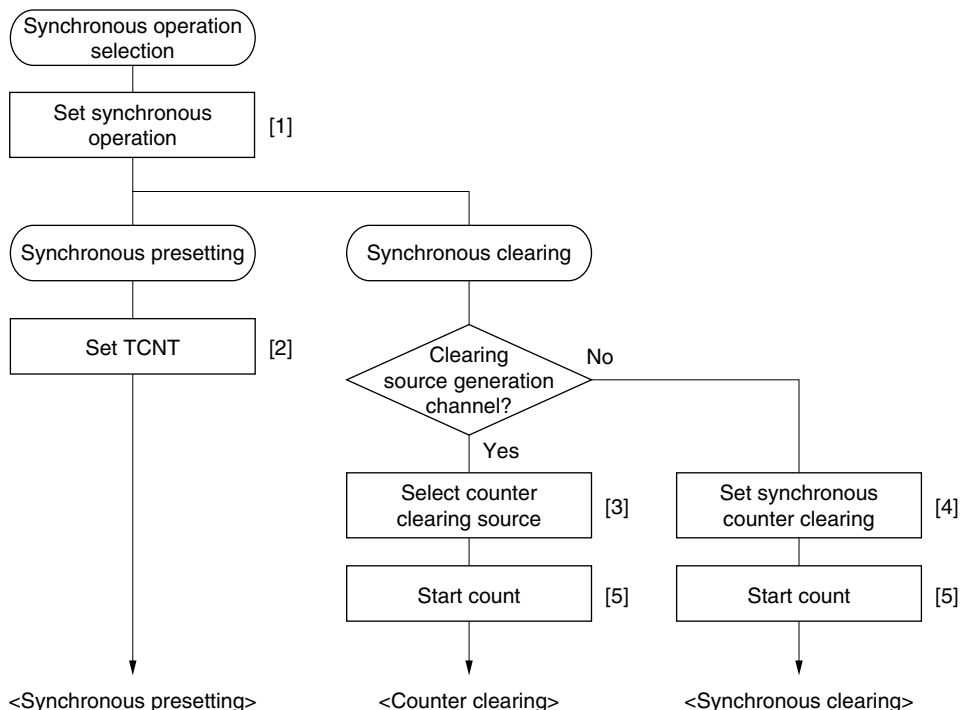 Synchronous operation
selection
Set synchronous
operation
[1]
Synchronous presetting
Synchronous clearing
Set TCNT
[2]
Clearing
source generation
channel?
No
Yes
Select counter
clearing source
[3]
Set synchronous
counter clearing
[4]
Start count
[5]
Start count
[5]
<Synchronous presetting>
<Counter clearing>
<Synchronous clearing>